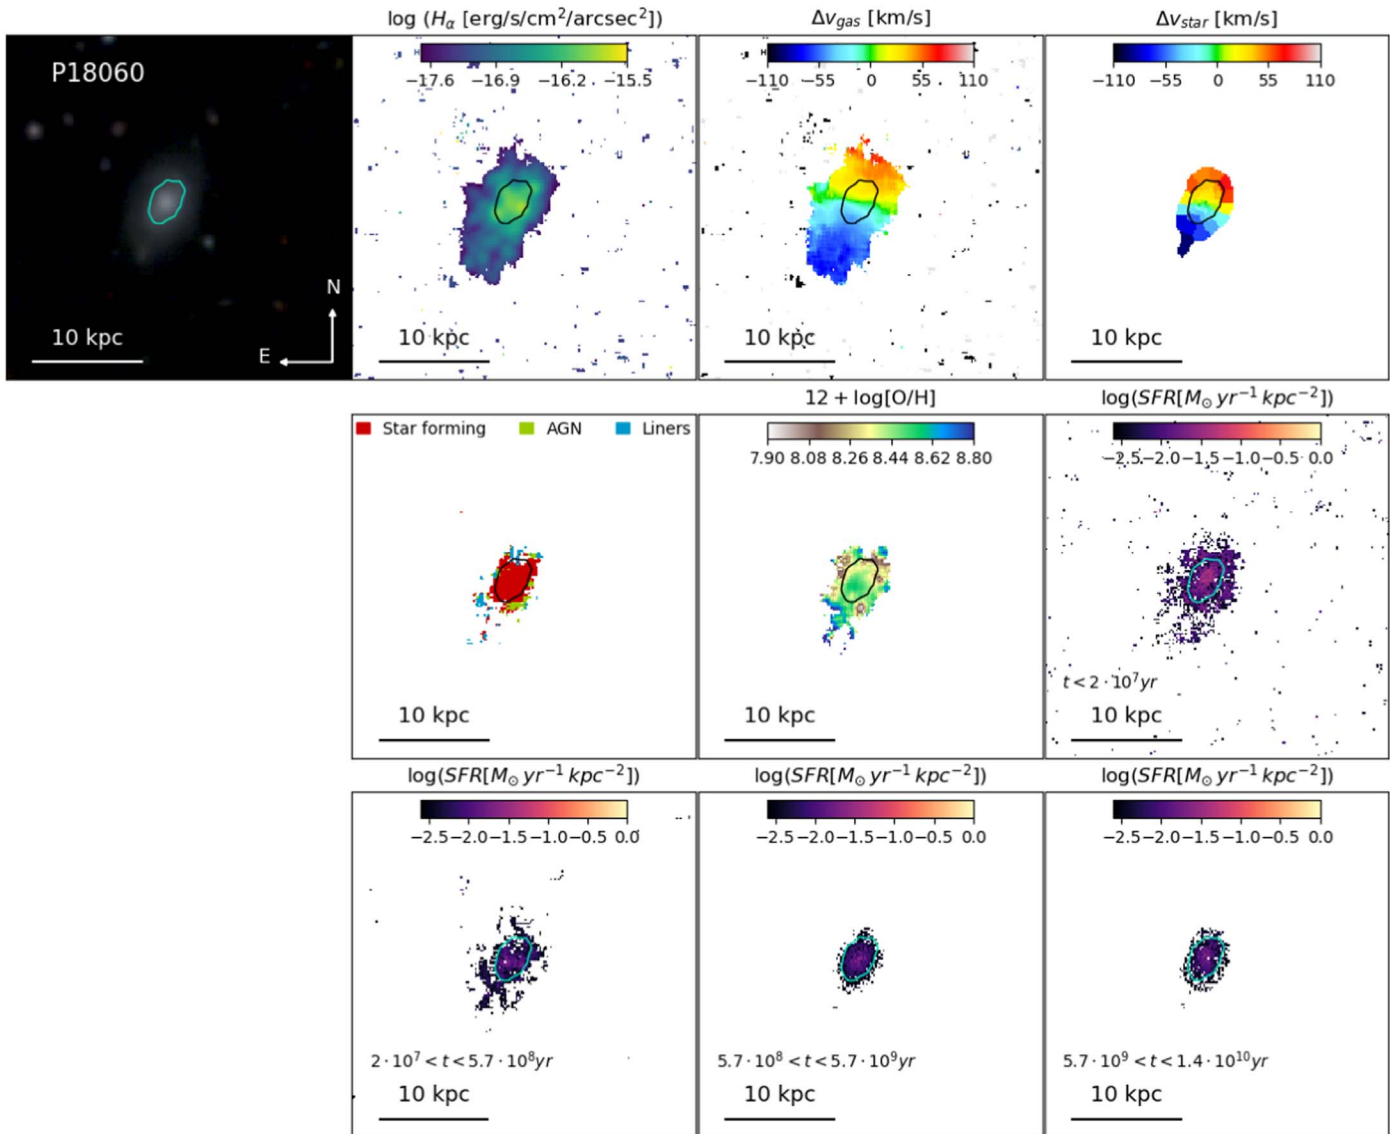 log (Hα [erg/s/cm²/arcsec²])
Δv_gas [km/s]
Δv_star [km/s]
P18060
−17.6 −16.9 −16.2 −15.5
−110 −55 0 55 110
−110 −55 0 55 110
N
E
10 kpc
10 kpc
10 kpc
10 kpc
12 + log[O/H]
log(SFR[M⊙ yr⁻¹ kpc⁻²])
Star forming AGN Liners
7.90 8.08 8.26 8.44 8.62 8.80
−2.5 −2.0 −1.5 −1.0 −0.5 0.0
t < 2 · 10⁷yr
10 kpc
10 kpc
10 kpc
log(SFR[M⊙ yr⁻¹ kpc⁻²])
log(SFR[M⊙ yr⁻¹ kpc⁻²])
log(SFR[M⊙ yr⁻¹ kpc⁻²])
−2.5 −2.0 −1.5 −1.0 −0.5 0.0
−2.5 −2.0 −1.5 −1.0 −0.5 0.0
−2.5 −2.0 −1.5 −1.0 −0.5 0.0
2 · 10⁷ < t < 5.7 · 10⁸yr
5.7 · 10⁸ < t < 5.7 · 10⁹yr
5.7 · 10⁹ < t < 1.4 · 10¹⁰yr
10 kpc
10 kpc
10 kpc